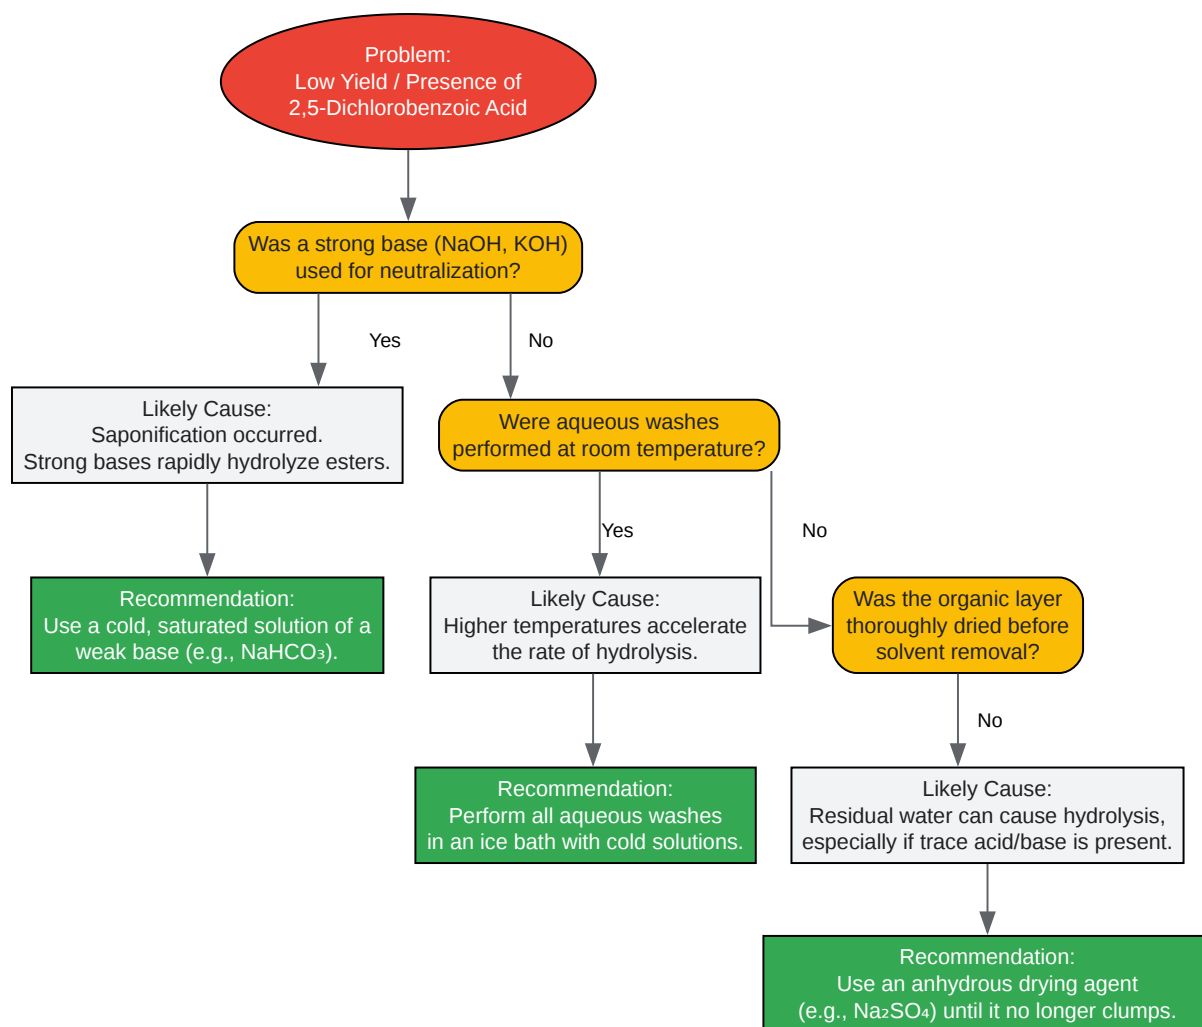 Problem:
Low Yield / Presence of
2,5-Dichlorobenzoic Acid
Was a strong base (NaOH, KOH)
used for neutralization?
Yes
No
Likely Cause:
Saponification occurred.
Strong bases rapidly hydrolyze esters.
Were aqueous washes
performed at room temperature?
Yes
No
Recommendation:
Use a cold, saturated solution of a
weak base (e.g., NaHCO₃).
Likely Cause:
Higher temperatures accelerate
the rate of hydrolysis.
Was the organic layer
thoroughly dried before
solvent removal?
No
Recommendation:
Perform all aqueous washes
in an ice bath with cold solutions.
Likely Cause:
Residual water can cause hydrolysis,
especially if trace acid/base is present.
Recommendation:
Use an anhydrous drying agent
(e.g., Na₂SO₄) until it no longer clumps.